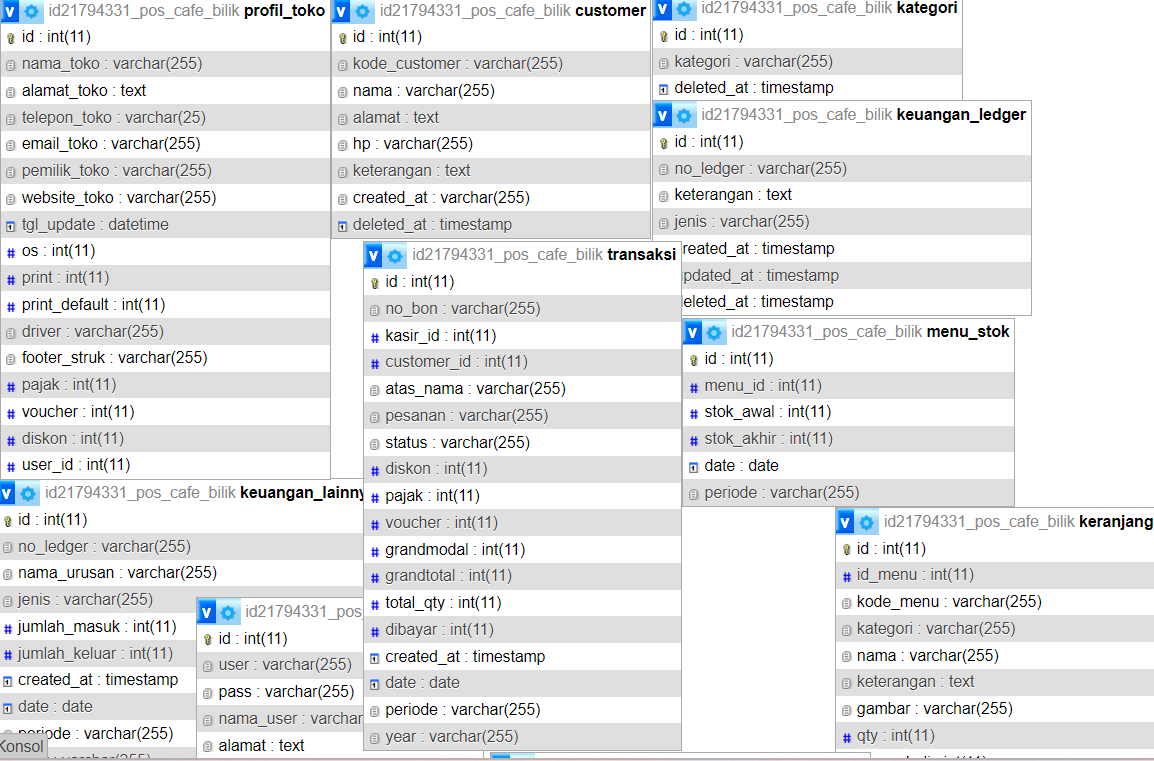 id21794331_pos_cafe_bilik profil_toko
id : int(11)
nama_toko : varchar(255)
alamat_toko : text
telepon_toko : varchar(25)
email_toko : varchar(255)
pemilik_toko : varchar(255)
website_toko : varchar(255)
tgl_update : datetime
os : int(11)
print : int(11)
print_default : int(11)
driver : varchar(255)
footer_struk : varchar(255)
pajak : int(11)
voucher : int(11)
diskon : int(11)
user_id : int(11)
id21794331_pos_cafe_bilik customer
id : int(11)
kode_customer : varchar(255)
nama : varchar(255)
alamat : text
hp : varchar(255)
keterangan : text
created_at : varchar(255)
deleted_at : timestamp
id21794331_pos_cafe_bilik kategori
id : int(11)
kategori : varchar(255)
deleted_at : timestamp
id21794331_pos_cafe_bilik keuangan_ledger
id : int(11)
no_ledger : varchar(255)
keterangan : text
jenis : varchar(255)
reated_at : timestamp
pdated_at : timestamp
eleted_at : timestamp
id21794331_pos_cafe_bilik transaksi
id : int(11)
no_bon : varchar(255)
kasir_id : int(11)
customer_id : int(11)
atas_nama : varchar(255)
pesanan : varchar(255)
status : varchar(255)
diskon : int(11)
pajak : int(11)
voucher : int(11)
grandmodal : int(11)
grandtotal : int(11)
total_qty : int(11)
dibayar : int(11)
created_at : timestamp
date : date
periode : varchar(255)
year : varchar(255)
id21794331_pos_cafe_bilik menu_stok
id : int(11)
menu_id : int(11)
stok_awal : int(11)
stok_akhir : int(11)
date : date
periode : varchar(255)
id21794331_pos_cafe_bilik keuangan_lainny
id : int(11)
no_ledger : varchar(255)
nama_urusan : varchar(255)
jenis : varchar(255)
jumlah_masuk : int(11)
jumlah_keluar : int(11)
created_at : timestamp
date : date
periode : varchar(255)
Konsol
id21794331_pos_
id : int(11)
user : varchar(255)
pass : varchar(255)
nama_user : varchar
alamat : text
id21794331_pos_cafe_bilik keranjang
id : int(11)
id_menu : int(11)
kode_menu : varchar(255)
kategori : varchar(255)
nama : varchar(255)
keterangan : text
gambar : varchar(255)
qty : int(11)